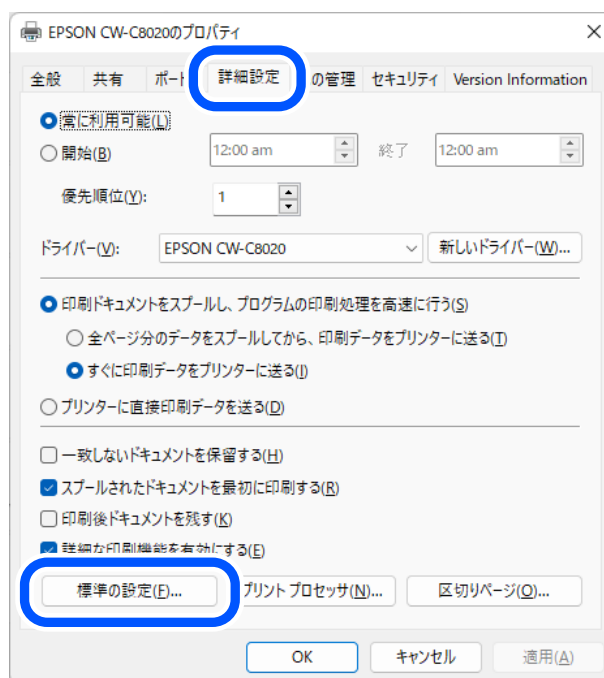 EPSON CW-C8020のプロパティ
全般 共有 ポート 詳細設定 の管理 セキュリティ Version Information
常に利用可能(L)
開始(B) 12:00 am 終了 12:00 am
優先順位(Y): 1
ドライバー(V): EPSON CW-C8020 新しいドライバー(W)...
印刷ドキュメントをスプールし、プログラムの印刷処理を高速に行う(S)
全ページ分のデータをスプールしてから、印刷データをプリンターに送る(T)
すぐに印刷データをプリンターに送る(I)
プリンターに直接印刷データを送る(D)
一致しないドキュメントを保留する(H)
スプールされたドキュメントを最初に印刷する(R)
印刷後ドキュメントを残す(K)
詳細な印刷機能を有効にする(E)
標準の設定(F)... プリント プロセッサ(N)... 区切りページ(O)...
OK キャンセル 適用(A)